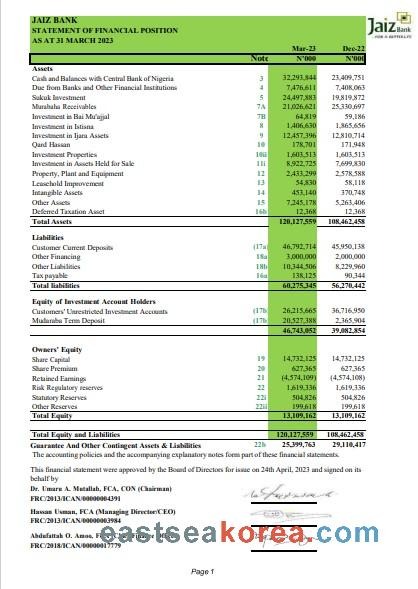 JAIZ BANK
STATEMENT OF FINANCIAL POSITION
AS AT 31 MARCH 2023
Jaiz Bank
Mar-23 Dec-22
Note N'000 N'000
Assets
Cash and Balances with Central Bank of Nigeria 3 32,293,844 23,409,751
Due from Banks and Other Financial Institutions 4 7,476,611 7,408,063
Sukuk Investment 5 24,497,883 19,819,872
Murabaha Receivables 7A 21,026,621 25,330,697
Investment in Bai Mu'ajjal 7B 64,819 59,186
Investment in Istisna 8 1,406,630 1,865,656
Investment in Ijara Assets 9 12,457,396 12,810,714
Qard Hassan 10 178,701 171,948
Investment Properties 10ii 1,603,513 1,603,513
Investment in Assets Held for Sale 11i 8,922,725 7,699,830
Property, Plant and Equipment 12 2,433,299 2,578,588
Leasehold Improvement 13 54,830 58,118
Intangible Assets 14 453,140 370,748
Other Assets 15 7,245,178 5,263,406
Deferred Taxation Asset 16b 12,368 12,368
Total Assets 120,127,559 108,462,458
Liabilities
Customer Current Deposits (17a) 46,792,714 45,950,138
Other Financing 18a 3,000,000 2,000,000
Other Liabilities 18b 10,344,506 8,229,960
Tax payable 16a 138,125 90,344
Total liabilities 60,275,345 56,270,442
Equity of Investment Account Holders
Customers' Unrestricted Investment Accounts (17b) 26,215,665 36,716,950
Mudaraba Term Deposit (17b) 20,527,388 2,365,904
46,743,052 39,082,854
Owners' Equity
Share Capital 19 14,732,125 14,732,125
Share Premium 20 627,365 627,365
Retained Earnings 21 (4,574,109) (4,574,108)
Risk Regulatory reserves 22 1,619,336 1,619,336
Statutory Reserves 22i 504,826 504,826
Other Reserves 22ii 199,618 199,618
Total Equity 13,109,162 13,109,162
Total Equity and Liabilities 120,127,559 108,462,458
Guarantee And Other Contingent Assets & Liabilities 22b 25,399,763 29,110,417
The accounting policies and the accompanying explanatory notes form part of these financial statements.
This financial statement were approved by the Board of Directors for issue on 24th April, 2023 and signed on its
behalf by
Dr. Umaru A. Mutallab, FCA, CON (Chairman)
FRC/2013/ICAN/00000004391
Hassan Usman, FCA (Managing Director/CEO)
FRC/2013/ICAN/00000003984
Abdulfattah O. Amoo, FCA
FRC/2018/ICAN/00000017779
eastseakorea.com
Page 1